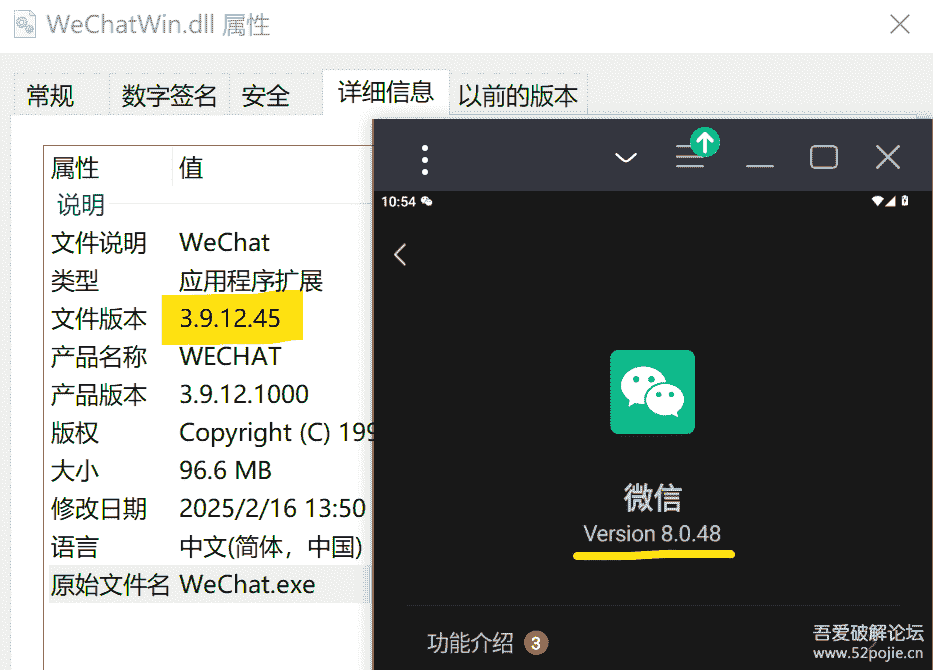 WeChatWin.dll 属性
常规 数字签名 安全 详细信息 以前的版本
属性 值
说明
文件说明 WeChat
类型 应用程序扩展
文件版本 3.9.12.45
产品名称 WECHAT
产品版本 3.9.12.1000
版权 Copyright (C) 199
大小 96.6 MB
修改日期 2025/2/16 13:50
语言 中文(简体，中国)
原始文件名 WeChat.exe
10:54
微信
Version 8.0.48
功能介绍 3
吾爱破解论坛
www.52pojie.cn